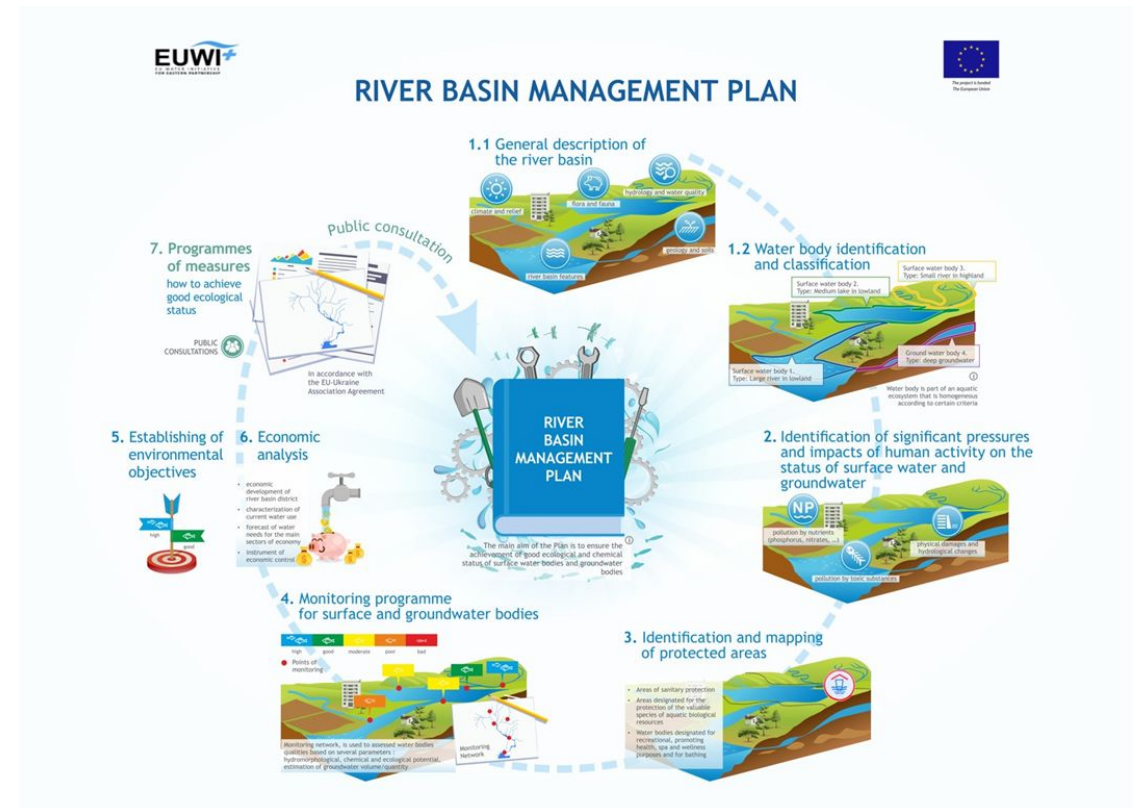 EUWI+
EU WATER INITIATIVE
FOR EASTERN PARTNERSHIP
The project is funded
The European Union
RIVER BASIN MANAGEMENT PLAN
1.1 General description of
the river basin
climate and relief
flora and fauna
hydrology and water quality
geology and soils
river basin features
1.2 Water body identification
and classification
Surface water body 2.
Type: Medium lake in lowland
Surface water body 3.
Type: Small river in highland
Surface water body 1.
Type: Large river in lowland
Ground water body 4.
Type: deep groundwater
Water body is part of an aquatic
ecosystem that is homogeneous
according to certain criteria
2. Identification of significant pressures
and impacts of human activity on the
status of surface water and
groundwater
NP
pollution by nutrients
(phosphorus, nitrates, ...)
physical damages and
hydrological changes
pollution by toxic substances
3. Identification and mapping
of protected areas
• Areas of sanitary protection
• Areas designated for the
protection of the valuable
species of aquatic biological
resources
• Water bodies designated for
recreational, promoting
health, spa and wellness
purposes and for bathing
4. Monitoring programme
for surface and groundwater bodies
high
good
moderate
poor
bad
Points of
monitoring
Monitoring network, is used to assessed water bodies
qualities based on several parameters :
hydromorphological, chemical and ecological potential,
estimation of groundwater volume/quantity
Monitoring
Network
5. Establishing of
environmental
objectives
high
good
6. Economic
analysis
• economic
development of
river basin district
• characterization of
current water use
• forecast of water
needs for the main
sectors of economy
• instrument of
economic control
7. Programmes
of measures
how to achieve
good ecological
status
PUBLIC
CONSULTATIONS
In accordance with
the EU-Ukraine
Association Agreement
Public consultation
RIVER
BASIN
MANAGEMENT
PLAN
The main aim of the Plan is to ensure the
achievement of good ecological and chemical
status of surface water bodies and groundwater
bodies